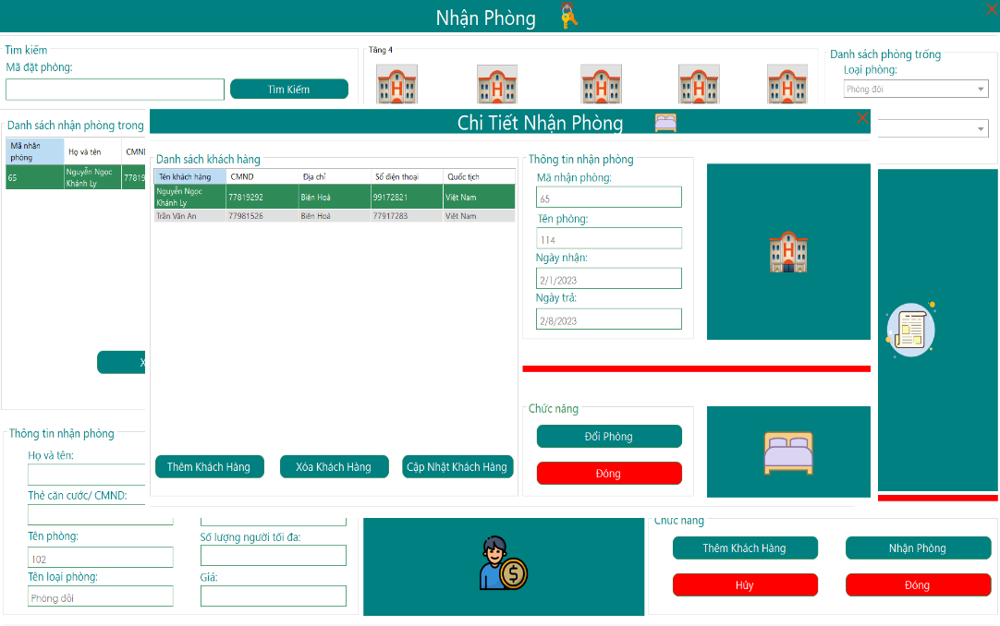 Nhận Phòng
Tìm kiếm
Mã đặt phòng:
Tìm Kiếm
Tầng 4
H
H
H
H
H
Danh sách phòng trống
Loại phòng:
Phòng đôi
Danh sách nhận phòng trong
Mã nhận phòng
Họ và tên
CMND
65
Nguyễn Ngọc Khánh Ly
77819
Chi Tiết Nhận Phòng
Danh sách khách hàng
Tên khách hàng
CMND
Địa chỉ
Số điện thoại
Quốc tịch
Nguyễn Ngọc Khánh Ly
77819292
Biên Hoà
99172821
Việt Nam
Trần Văn An
77981526
Biên Hoà
77917283
Việt Nam
Thêm Khách Hàng
Xóa Khách Hàng
Cập Nhật Khách Hàng
Thông tin nhận phòng
Mã nhận phòng:
65
Tên phòng:
114
Ngày nhận:
2/1/2023
Ngày trả:
2/8/2023
H
Chức năng
Đổi Phòng
Đóng
X
Thông tin nhận phòng
Họ và tên:
Thẻ căn cước/ CMND:
Tên phòng:
102
Tên loại phòng:
Phòng đôi
Số lượng người tối đa:
Giá:
Chức năng
Thêm Khách Hàng
Nhận Phòng
Hủy
Đóng